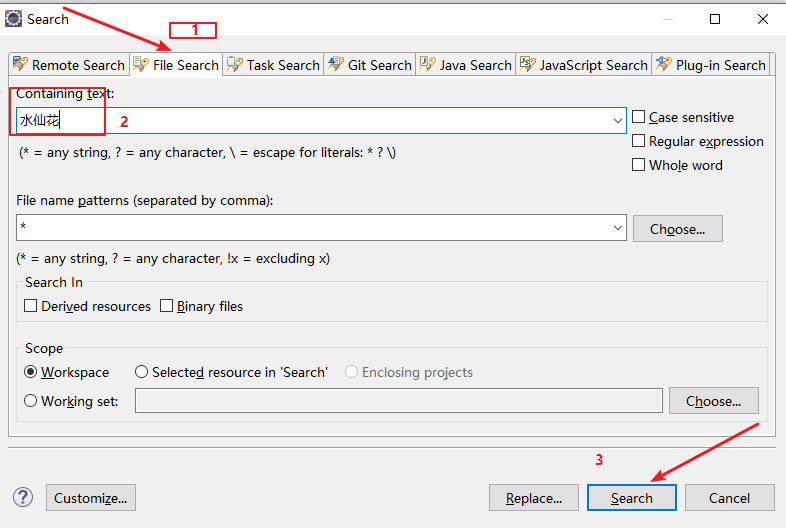 Search
1
Remote Search File Search Task Search Git Search Java Search JavaScript Search Plug-in Search
Containing text:
水仙花
2
Case sensitive
(* = any string, ? = any character, \ = escape for literals: * ? \)
Regular expression
Whole word
File name patterns (separated by comma):
*
Choose...
(* = any string, ? = any character, !x = excluding x)
Search In
Derived resources Binary files
Scope
Workspace Selected resource in 'Search' Enclosing projects
Working set: Choose...
3
? Customize... Replace... Search Cancel